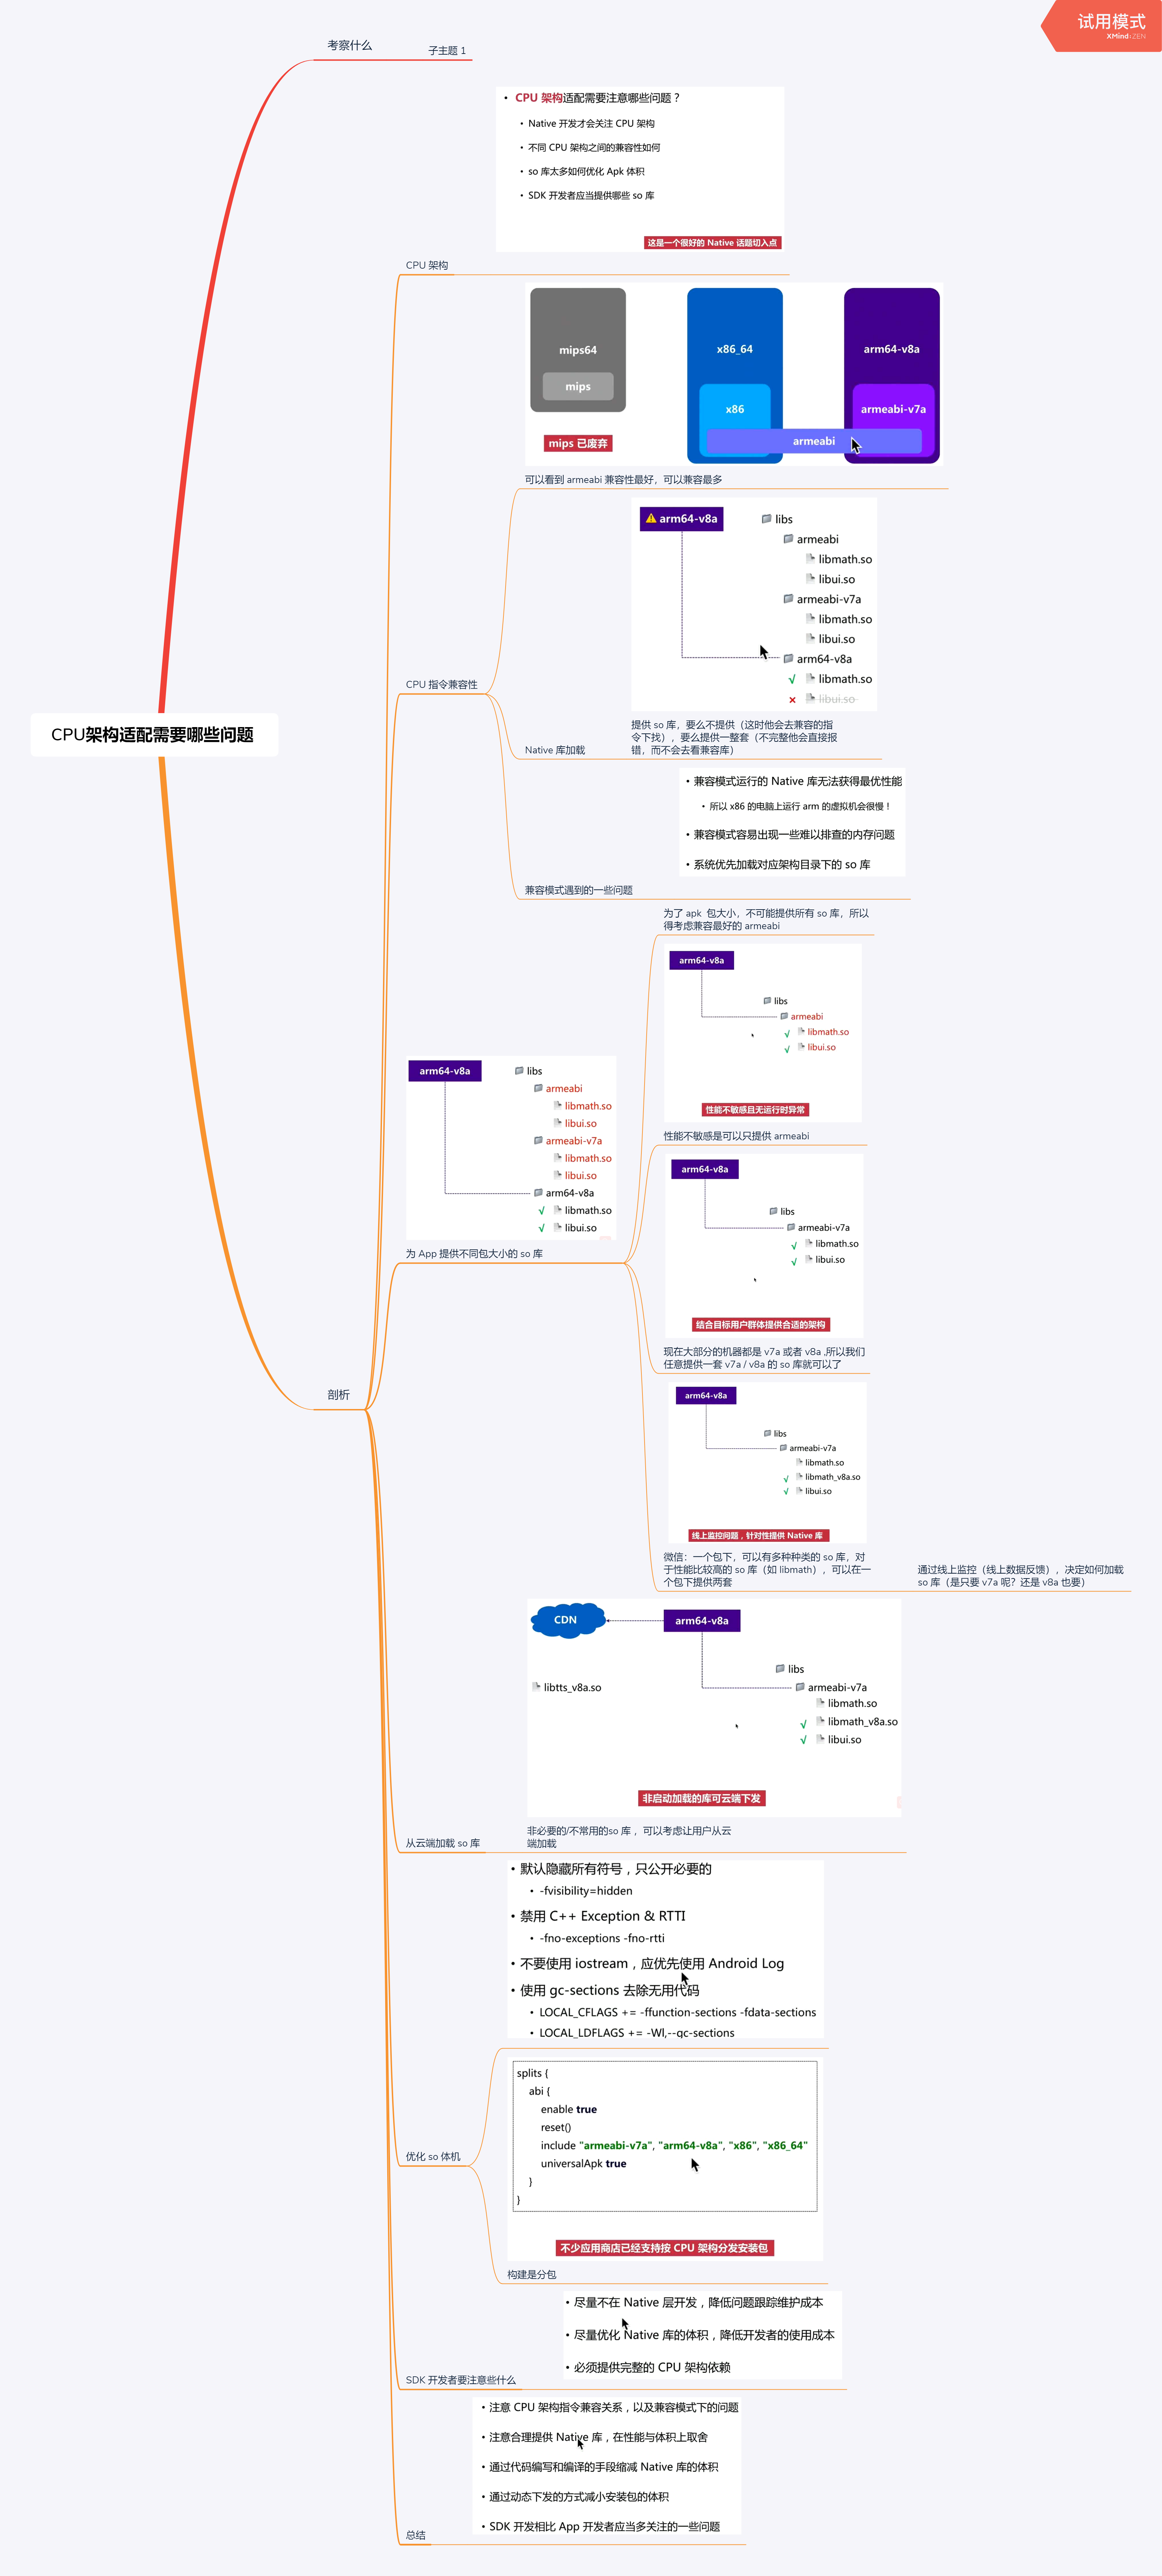 试用模式
XMind:ZEN
考察什么
子主题 1
• CPU 架构适配需要注意哪些问题？
• Native 开发才会关注 CPU 架构
• 不同 CPU 架构之间的兼容性如何
• so 库太多如何优化 Apk 体积
• SDK 开发者应当提供哪些 so 库
这是一个很好的 Native 话题切入点
CPU 架构
mips64
mips
mips 已废弃
x86_64
x86
arm64-v8a
armeabi-v7a
armeabi
可以看到 armeabi 兼容性最好，可以兼容最多
arm64-v8a
libs
armeabi
libmath.so
libui.so
armeabi-v7a
libmath.so
libui.so
arm64-v8a
√ libmath.so
× libui.so
CPU 指令兼容性
提供 so 库，要么不提供（这时他会去兼容的指
令下找），要么提供一整套（不完整他会直接报
错，而不会去看兼容库）
Native 库加载
CPU架构适配需要哪些问题
• 兼容模式运行的 Native 库无法获得最优性能
• 所以 x86 的电脑上运行 arm 的虚拟机会很慢！
• 兼容模式容易出现一些难以排查的内存问题
• 系统优先加载对应架构目录下的 so 库
兼容模式遇到的一些问题
为了 apk 包大小，不可能提供所有 so 库，所以
得考虑兼容最好的 armeabi
arm64-v8a
libs
armeabi
√ libmath.so
√ libui.so
性能不敏感且无运行时异常
性能不敏感是可以只提供 armeabi
arm64-v8a
libs
armeabi
libmath.so
libui.so
armeabi-v7a
libmath.so
libui.so
arm64-v8a
√ libmath.so
√ libui.so
为 App 提供不同包大小的 so 库
arm64-v8a
libs
armeabi-v7a
√ libmath.so
√ libui.so
结合目标用户群体提供合适的架构
现在大部分的机器都是 v7a 或者 v8a ,所以我们
任意提供一套 v7a / v8a 的 so 库就可以了
剖析
arm64-v8a
libs
armeabi-v7a
libmath.so
√ libmath_v8a.so
√ libui.so
线上监控问题，针对性提供 Native 库
微信：一个包下，可以有多种种类的 so 库，对
于性能比较高的 so 库（如 libmath），可以在一
个包下提供两套
通过线上监控（线上数据反馈），决定如何加载
so 库（是只要 v7a 呢？还是 v8a 也要）
CDN
arm64-v8a
libs
libtts_v8a.so
armeabi-v7a
libmath.so
√ libmath_v8a.so
√ libui.so
非启动加载的库可云端下发
非必要的/不常用的so 库 ，可以考虑让用户从云
端加载
从云端加载 so 库
• 默认隐藏所有符号，只公开必要的
• -fvisibility=hidden
• 禁用 C++ Exception & RTTI
• -fno-exceptions -fno-rtti
• 不要使用 iostream，应优先使用 Android Log
• 使用 gc-sections 去除无用代码
• LOCAL_CFLAGS += -ffunction-sections -fdata-sections
• LOCAL_LDFLAGS += -Wl,--gc-sections
splits {
abi {
enable true
reset()
include "armeabi-v7a", "arm64-v8a", "x86", "x86_64"
universalApk true
}
}
优化 so 体机
不少应用商店已经支持按 CPU 架构分发安装包
构建是分包
• 尽量不在 Native 层开发，降低问题跟踪维护成本
• 尽量优化 Native 库的体积，降低开发者的使用成本
• 必须提供完整的 CPU 架构依赖
SDK 开发者要注意些什么
• 注意 CPU 架构指令兼容关系，以及兼容模式下的问题
• 注意合理提供 Native 库，在性能与体积上取舍
• 通过代码编写和编译的手段缩减 Native 库的体积
• 通过动态下发的方式减小安装包的体积
• SDK 开发相比 App 开发者应当多关注的一些问题
总结